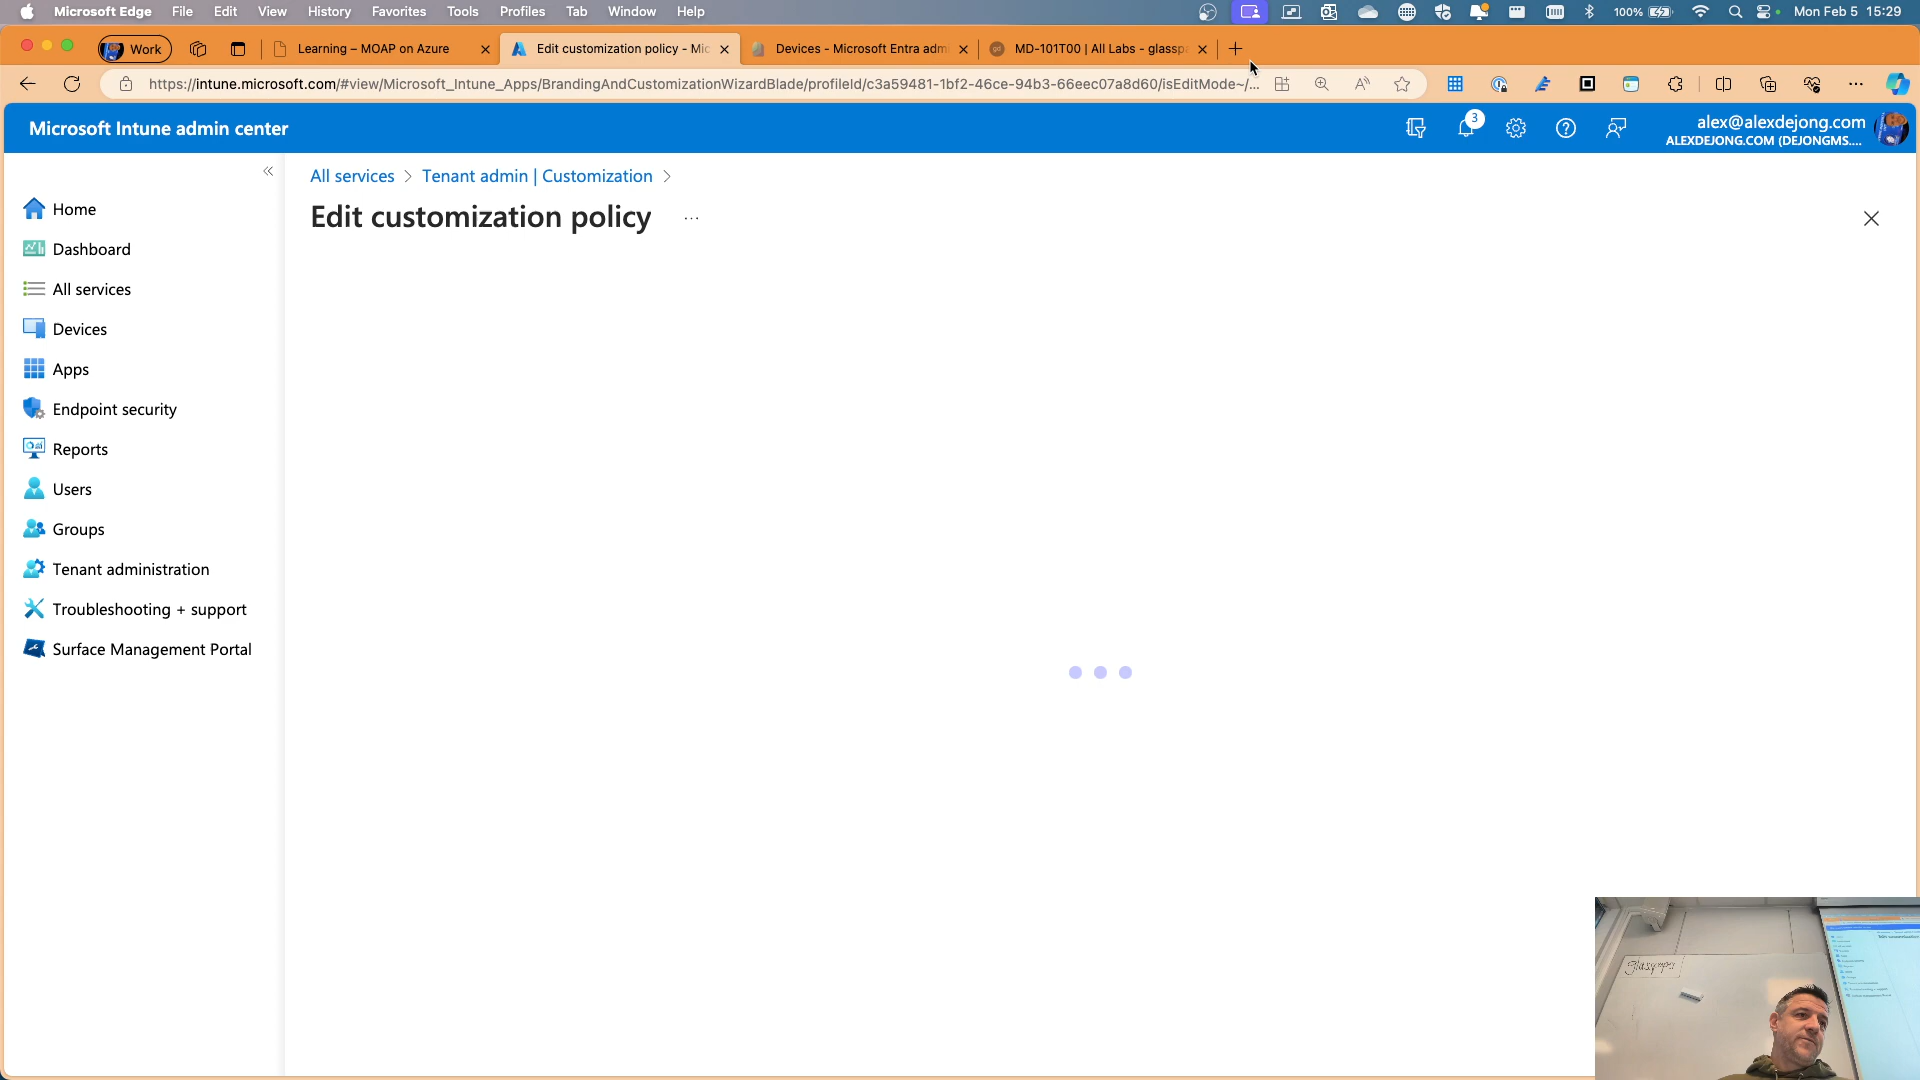 Microsoft Edge File Edit View History Favorites Tools Profiles Tab Window Help 100% Mon Feb 5 15:29
Work Learning – MOAP on Azure Edit customization policy - Mic Devices - Microsoft Entra adm MD-101T00 | All Labs - glassp
https://intune.microsoft.com/#view/Microsoft_Intune_Apps/BrandingAndCustomizationWizardBlade/profileId/c3a59481-1bf2-46ce-94b3-66eec07a8d60/isEditMode~/...
Microsoft Intune admin center
3
alex@alexdejong.com
ALEXDEJONG.COM (DEJONGMS....
All services > Tenant admin | Customization >
Edit customization policy ...
Home
Dashboard
All services
Devices
Apps
Endpoint security
Reports
Users
Groups
Tenant administration
Troubleshooting + support
Surface Management Portal